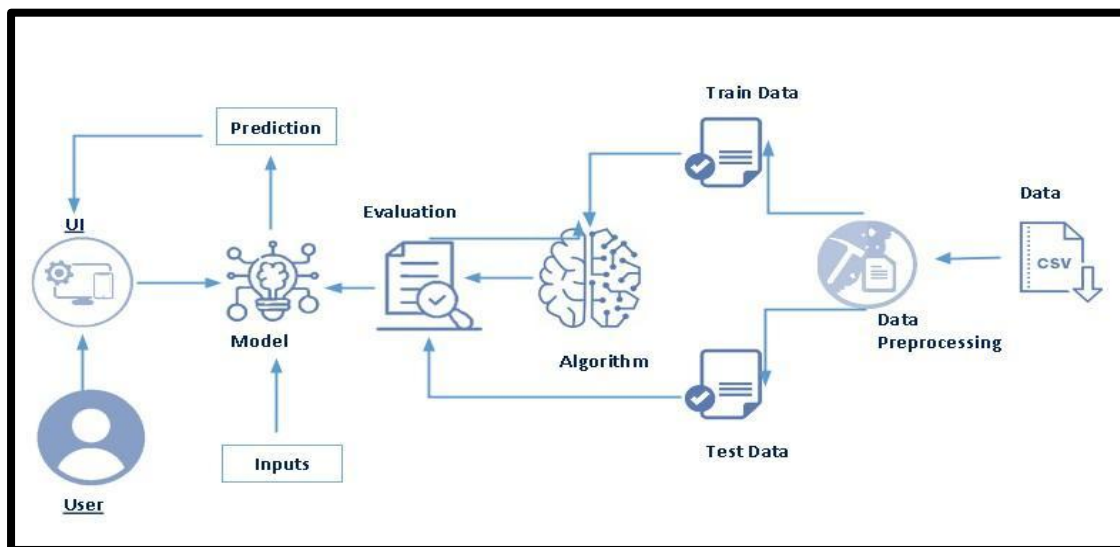 Train Data
Prediction
Data
Evaluation
UI
CSV
Model
Data
Preprocessing
Algorithm
Test Data
Inputs
User